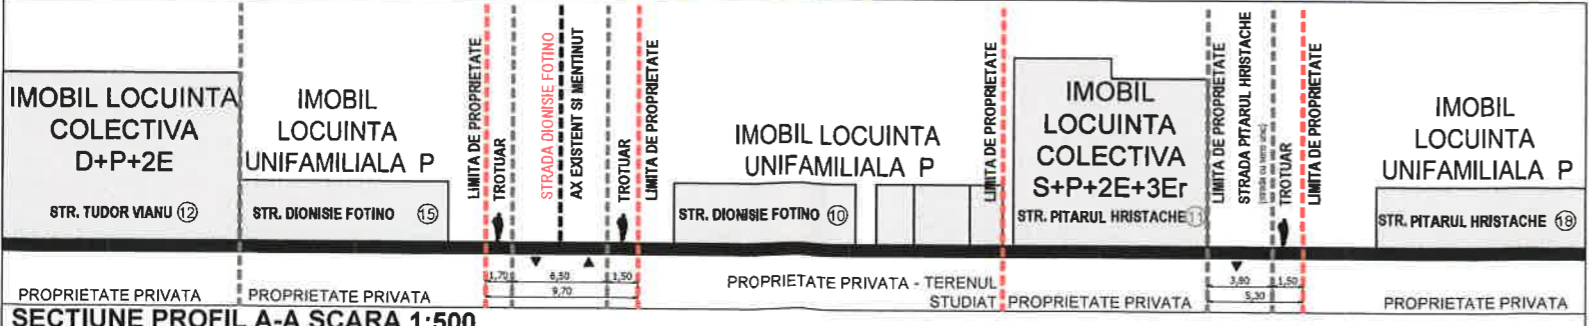 IMOBIL LOCUINTA
COLECTIVA
D+P+2E
STR. TUDOR VIANU 12
IMOBIL
LOCUINTA
UNIFAMILIALA P
STR. DIONISIE FOTINO 15
LIMITA DE PROPRIETATE
TROTUAR
STRADA DIONISIE FOTINO
AX EXISTENT SI MENTINUT
TROTUAR
LIMITA DE PROPRIETATE
IMOBIL LOCUINTA
UNIFAMILIALA P
STR. DIONISIE FOTINO 10
LIMITA DE PROPRIETATE
IMOBIL
LOCUINTA
COLECTIVA
S+P+2E+3Er
STR. PITARUL HRISTACHE 11
LIMITA DE PROPRIETATE
STRADA PITARUL HRISTACHE
TROTUAR
LIMITA DE PROPRIETATE
IMOBIL
LOCUINTA
UNIFAMILIALA P
STR. PITARUL HRISTACHE 18
1,70 6,50 1,50
9,70
3,80 1,50
5,30
PROPRIETATE PRIVATA
PROPRIETATE PRIVATA
PROPRIETATE PRIVATA - TERENUL
STUDIAT
PROPRIETATE PRIVATA
PROPRIETATE PRIVATA
SECTIUNE PROFIL A-A SCARA 1:500